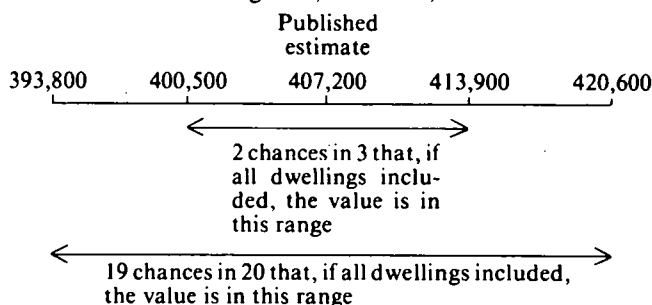 Published
estimate
393,800 400,500 407,200 413,900 420,600
2 chances in 3 that, if
all dwellings inclu-
ded, the value is in
this range
19 chances in 20 that, if all dwellings included,
the value is in this range